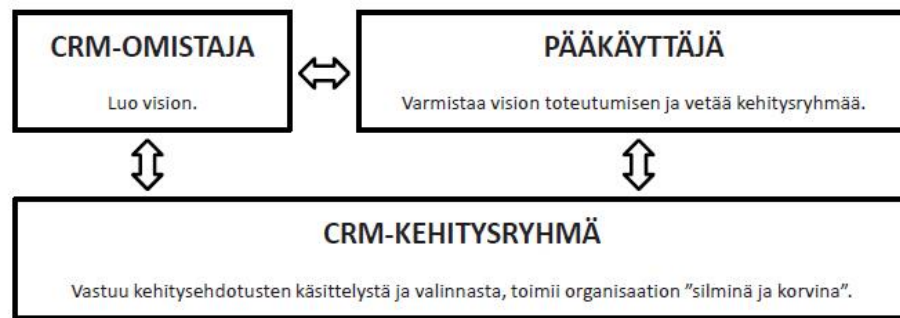 CRM-OMISTAJA
Luo vision.
PÄÄKÄYTTÄJÄ
Varmistaa vision toteutumisen ja vetää kehitysryhmää.
CRM-KEHITYSRYHMÄ
Vastuu kehitysehdotusten käsittelystä ja valinnasta, toimii organisaation ”silminä ja korvina”.